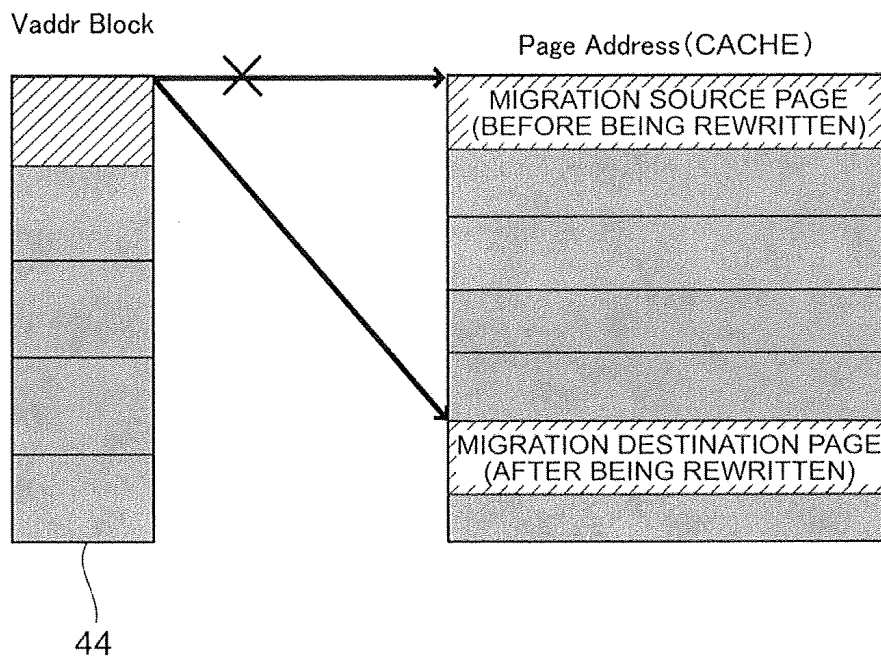 Vaddr Block
Page Address(CACHE)
MIGRATION SOURCE PAGE
(BEFORE BEING REWRITTEN)
MIGRATION DESTINATION PAGE
(AFTER BEING REWRITTEN)
44